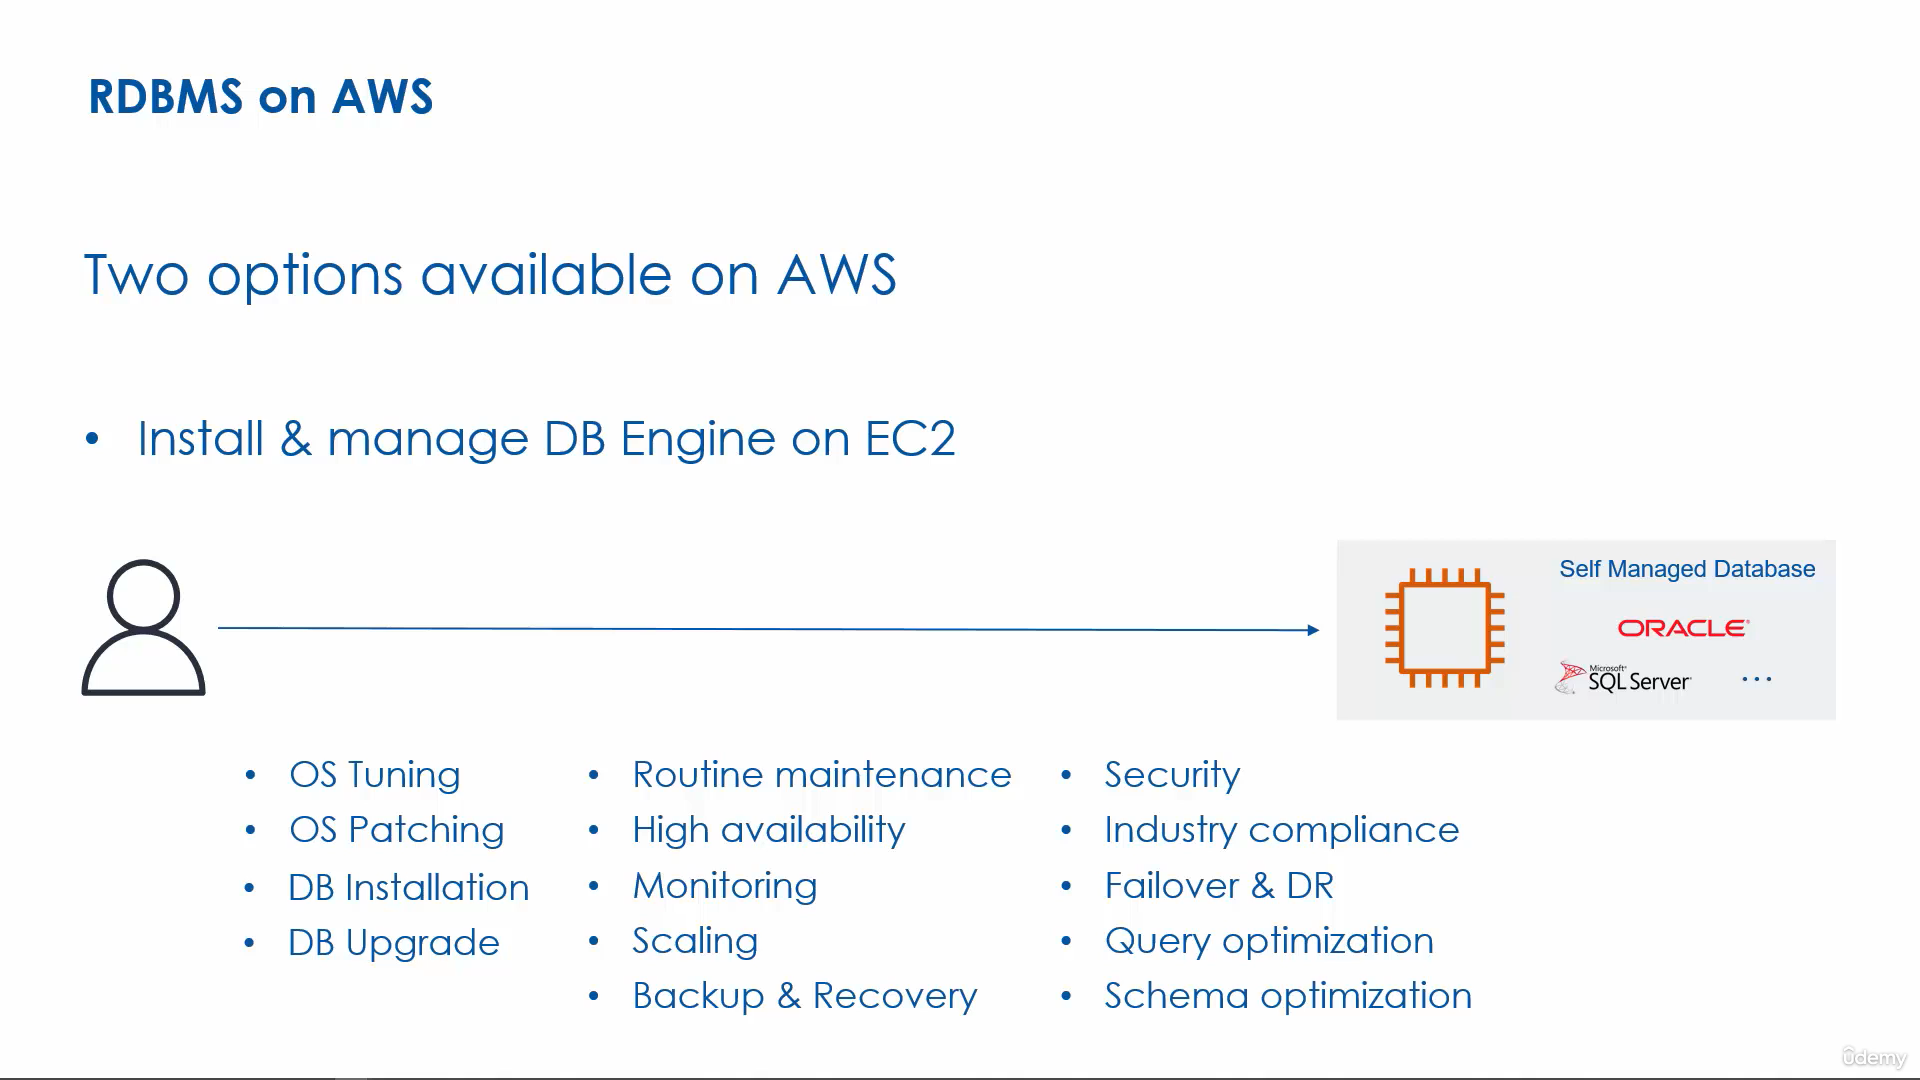 RDBMS on AWS
Two options available on AWS
• Install & manage DB Engine on EC2
Self Managed Database
ORACLE®
Microsoft®
SQL Server
...
• OS Tuning
• OS Patching
• DB Installation
• DB Upgrade
• Routine maintenance
• High availability
• Monitoring
• Scaling
• Backup & Recovery
• Security
• Industry compliance
• Failover & DR
• Query optimization
• Schema optimization
ûdemy